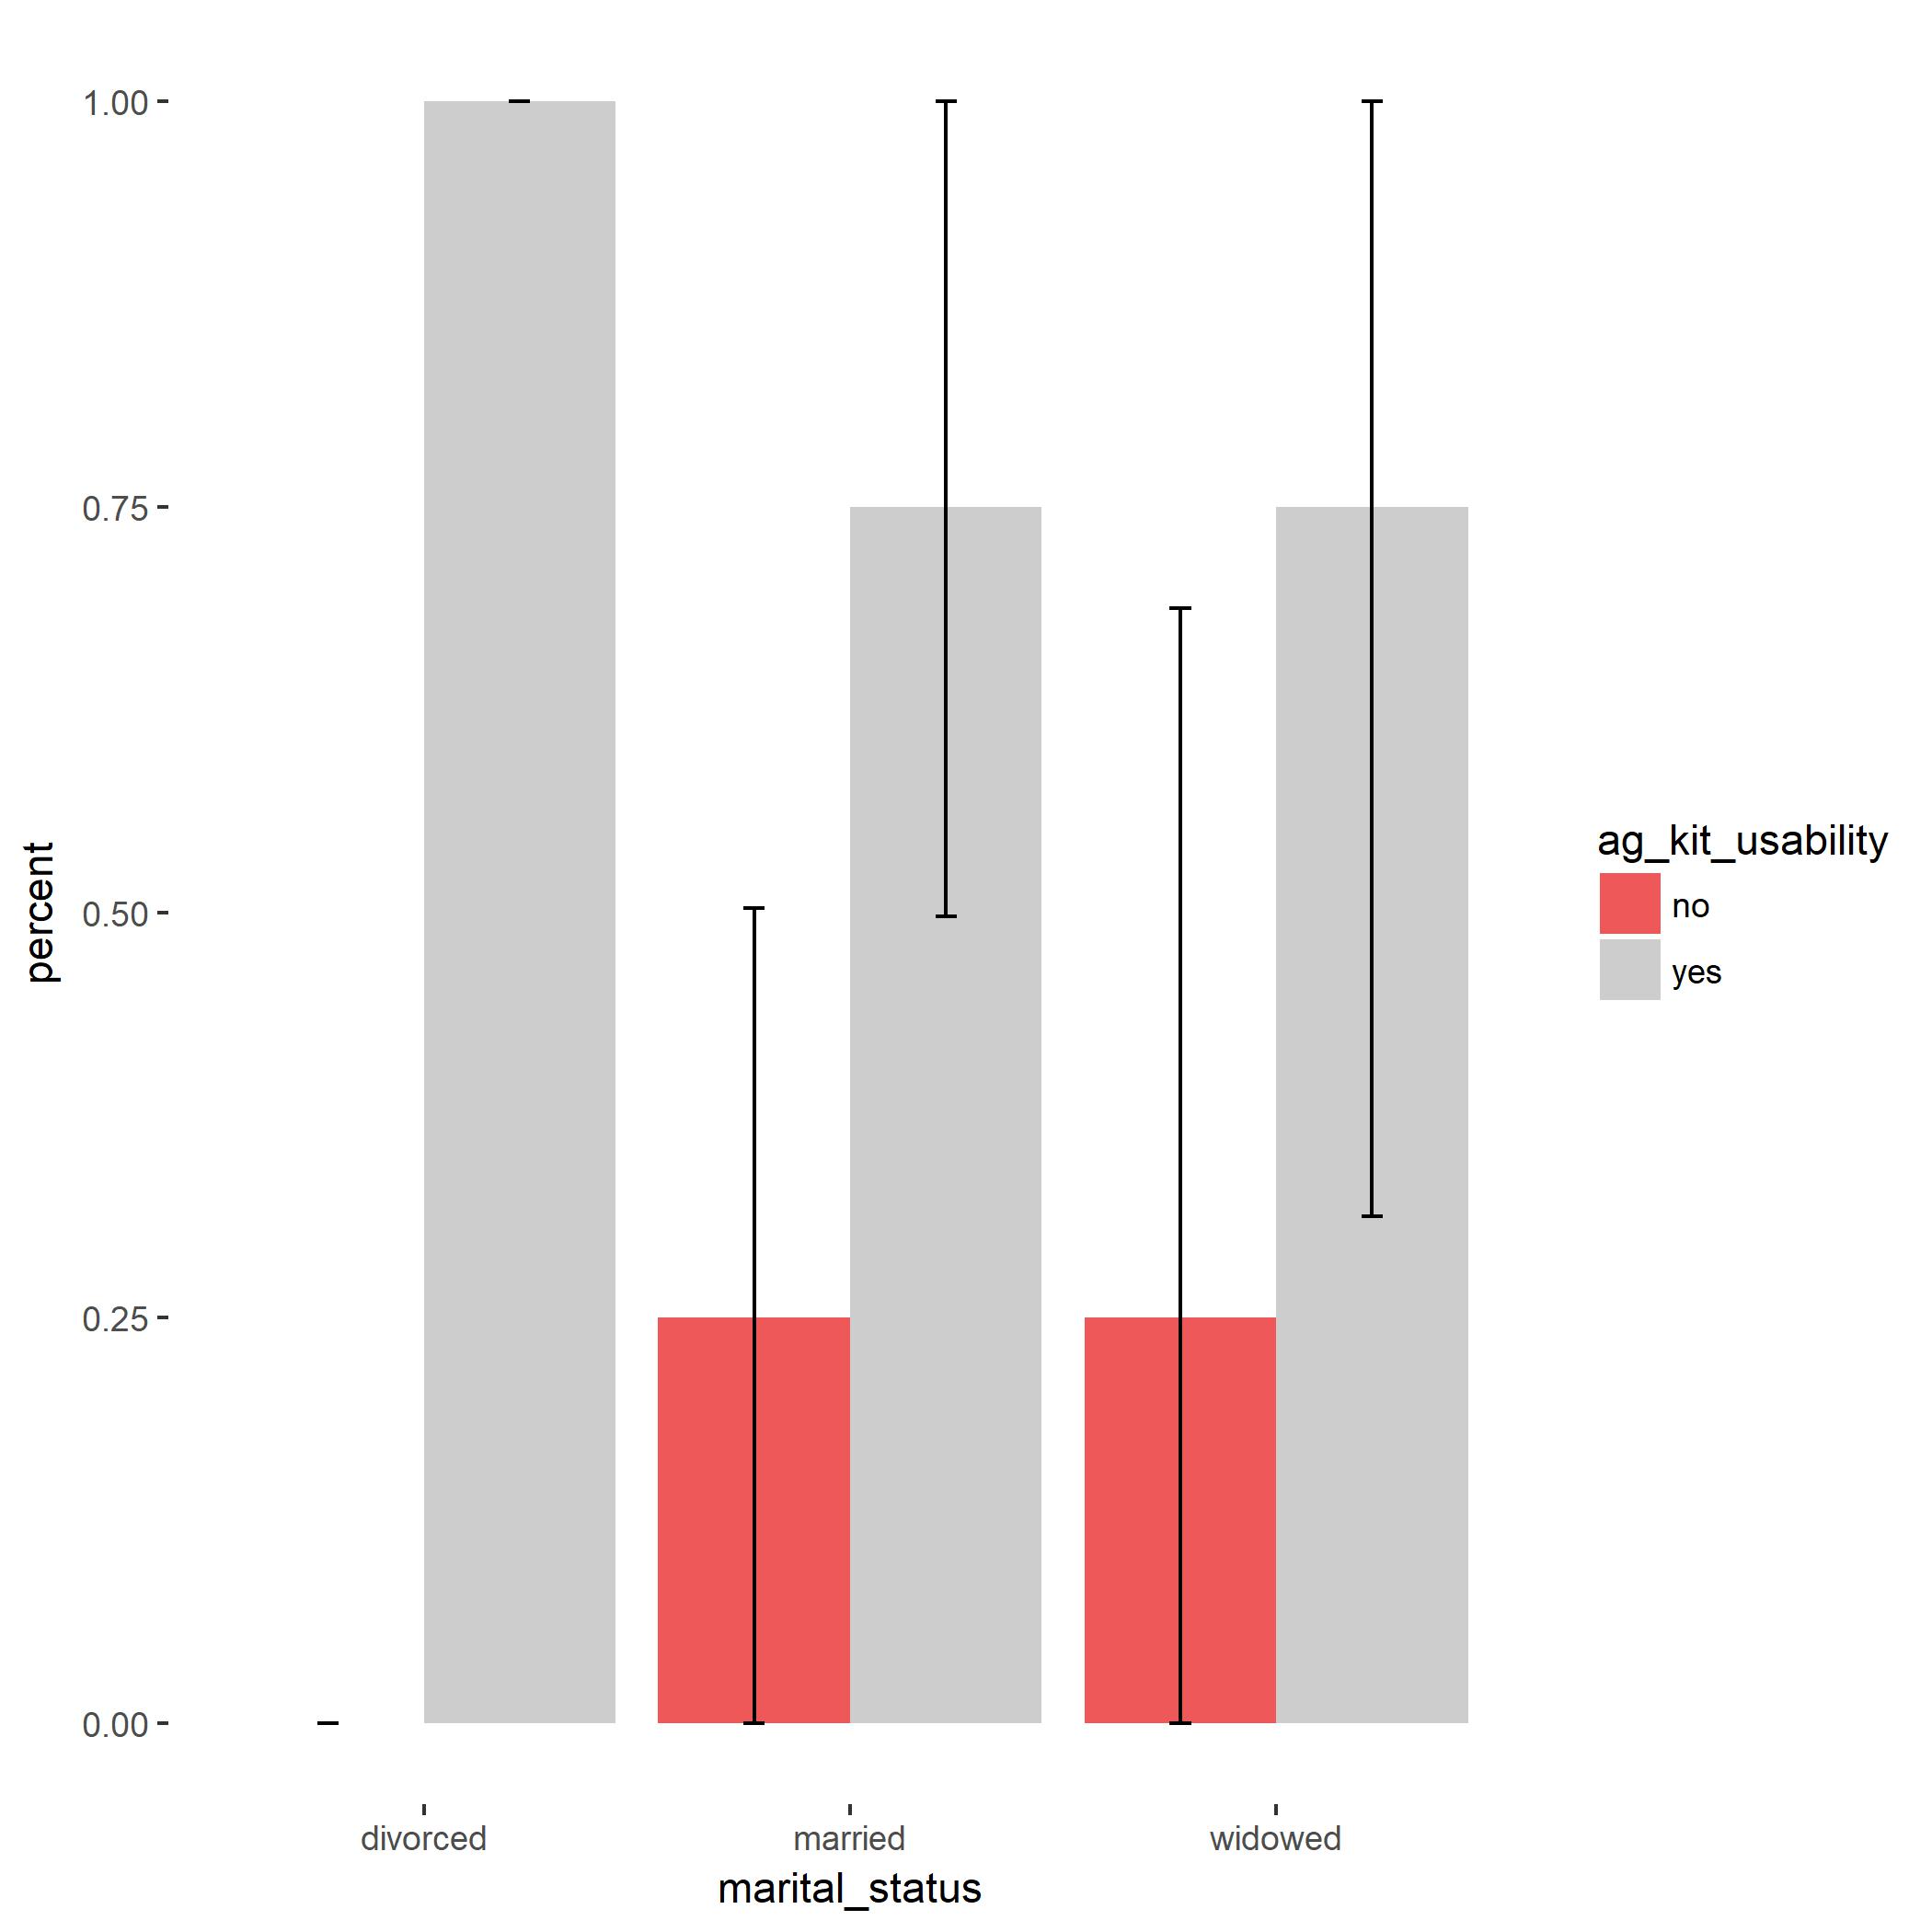 1.00
0.75
0.50
0.25
0.00
percent
divorced
married
widowed
marital_status
ag_kit_usability
no
yes